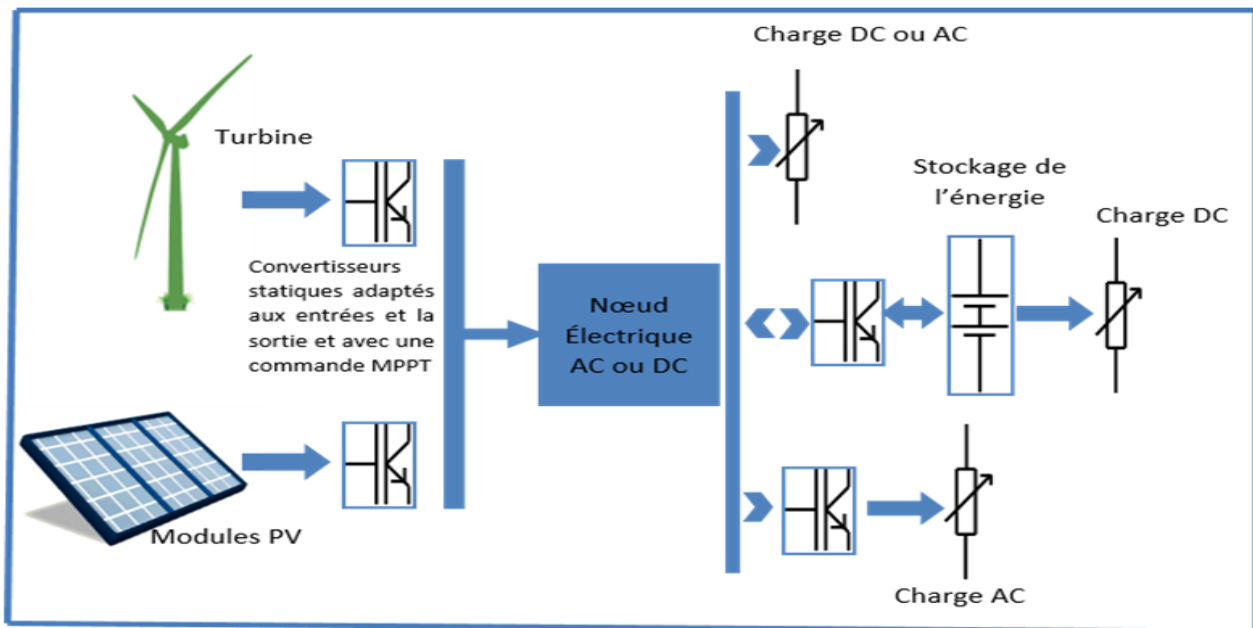 Charge DC ou AC
Turbine
Stockage de
l'énergie
Charge DC
Convertisseurs
statiques adaptés
aux entrées et la
sortie et avec une
commande MPPT
Nœud
Électrique
AC ou DC
Modules PV
Charge AC